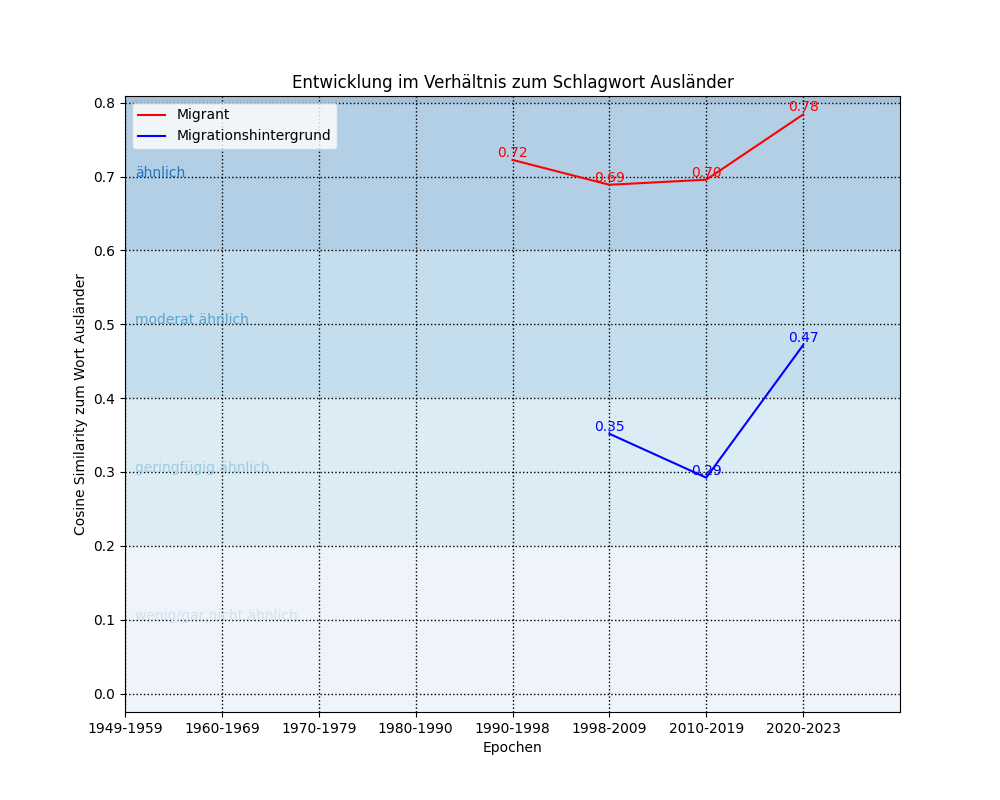 Entwicklung im Verhältnis zum Schlagwort Ausländer
Migrant
Migrationshintergrund
Cosine Similarity zum Wort Ausländer
0.8
0.7
0.6
0.5
0.4
0.3
0.2
0.1
0.0
ähnlich
moderat ähnlich
geringfügig ähnlich
wenig/gar nicht ähnlich
0.72
0.69
0.70
0.78
0.35
0.29
0.47
1949-1959 1960-1969 1970-1979 1980-1990 1990-1998 1998-2009 2010-2019 2020-2023
Epochen